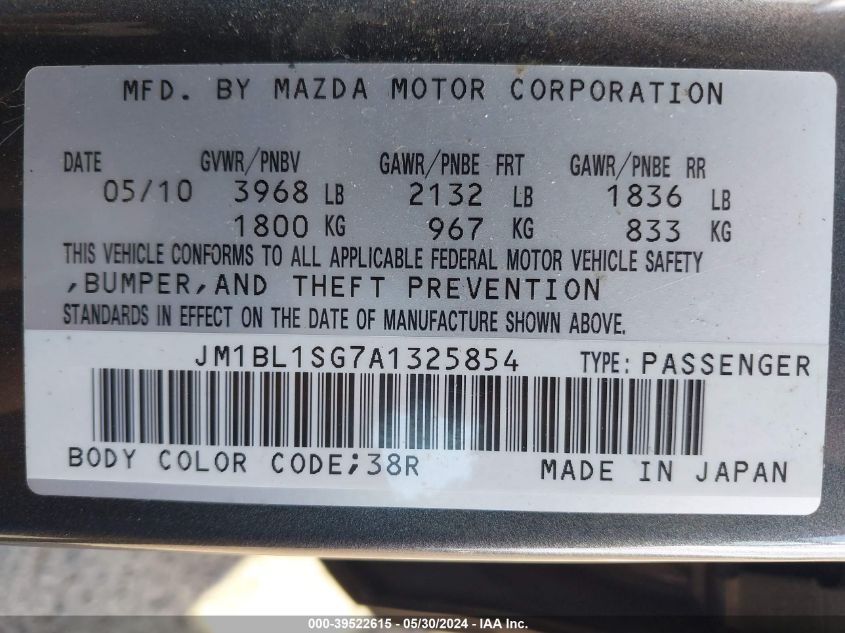 MFD. BY MAZDA MOTOR CORPORATION
DATE GVWR/PNBV GAWR/PNBE FRT GAWR/PNBE RR
05/10 3968 LB 2132 LB 1836 LB
1800 KG 967 KG 833 KG
THIS VEHICLE CONFORMS TO ALL APPLICABLE FEDERAL MOTOR VEHICLE SAFETY
,BUMPER,AND THEFT PREVENTION
STANDARDS IN EFFECT ON THE DATE OF MANUFACTURE SHOWN ABOVE.
JM1BL1SG7A1325854 TYPE: PASSENGER
BODY COLOR CODE;38R MADE IN JAPAN
000-39522615 - 05/30/2024 - IAA Inc.